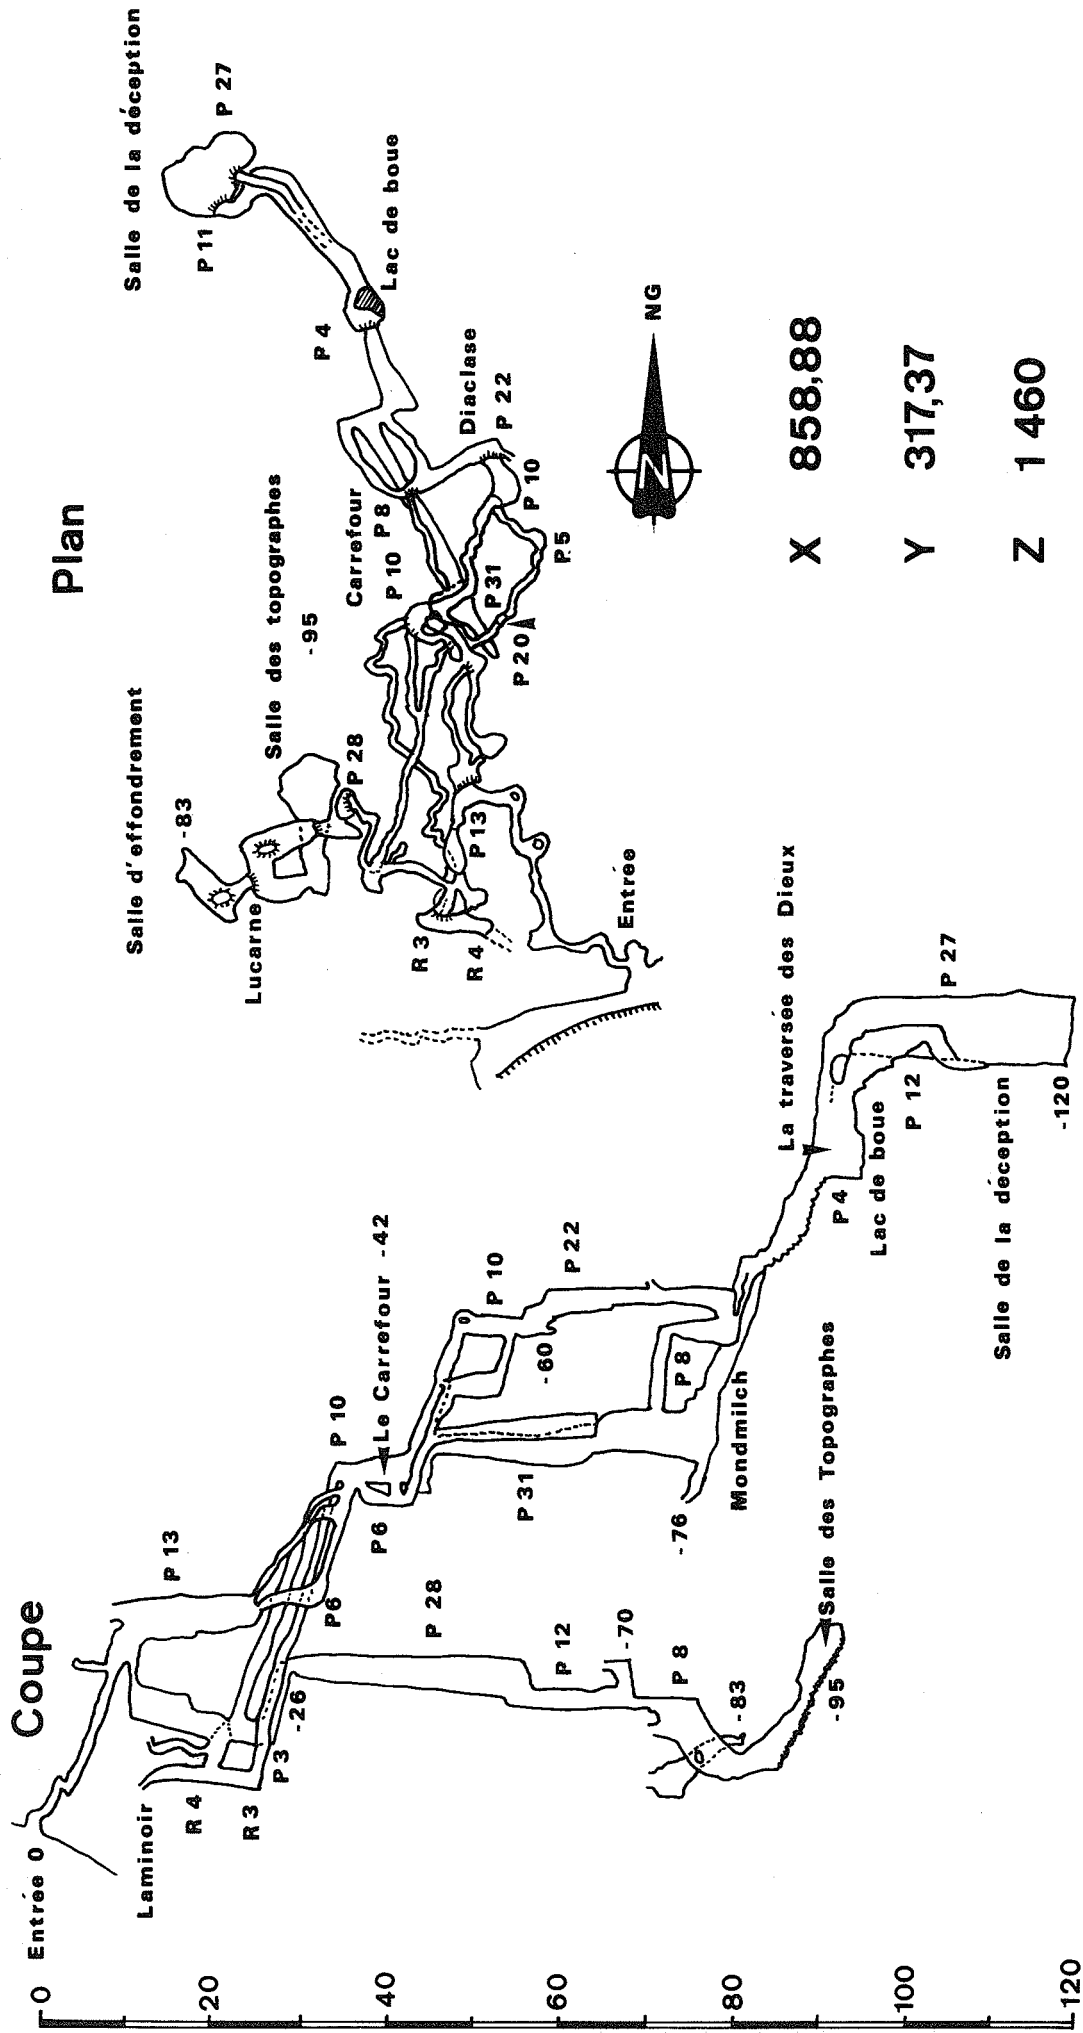 Coupe
Entrée 0
Laminoir
R 4
R 3
P 3
-26
P 13
P6
P 10
P6
Le Carrefour -42
P 28
P 12
-70
P 8
-83
-95
Salle des Topographes
P 31
-76
Mondmilch
P 8
-60
P 10
P 22
La traversée des Dieux
P 4
Lac de boue
P 12
P 27
Salle de la déception
-120
0
20
40
60
80
100
120
Plan
Salle de la déception
P 27
P 11
Lac de boue
P 4
Diaclase
P 22
P 10
P 5
Carrefour
P 10
P 8
P 31
P 20
Salle des topographes
-95
Salle d'effondrement
-83
Lucarne
P 28
P 13
R 3
R 4
Entrée
N
NG
X 858,88
Y 317,37
Z 1 460